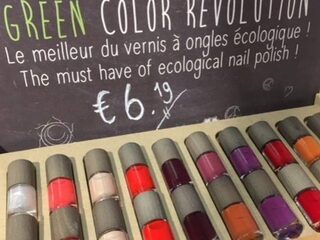 GREEN COLOR REVOLUTION
Le meilleur du vernis à ongles écologique !
The must have of ecological nail polish !
€6.19/